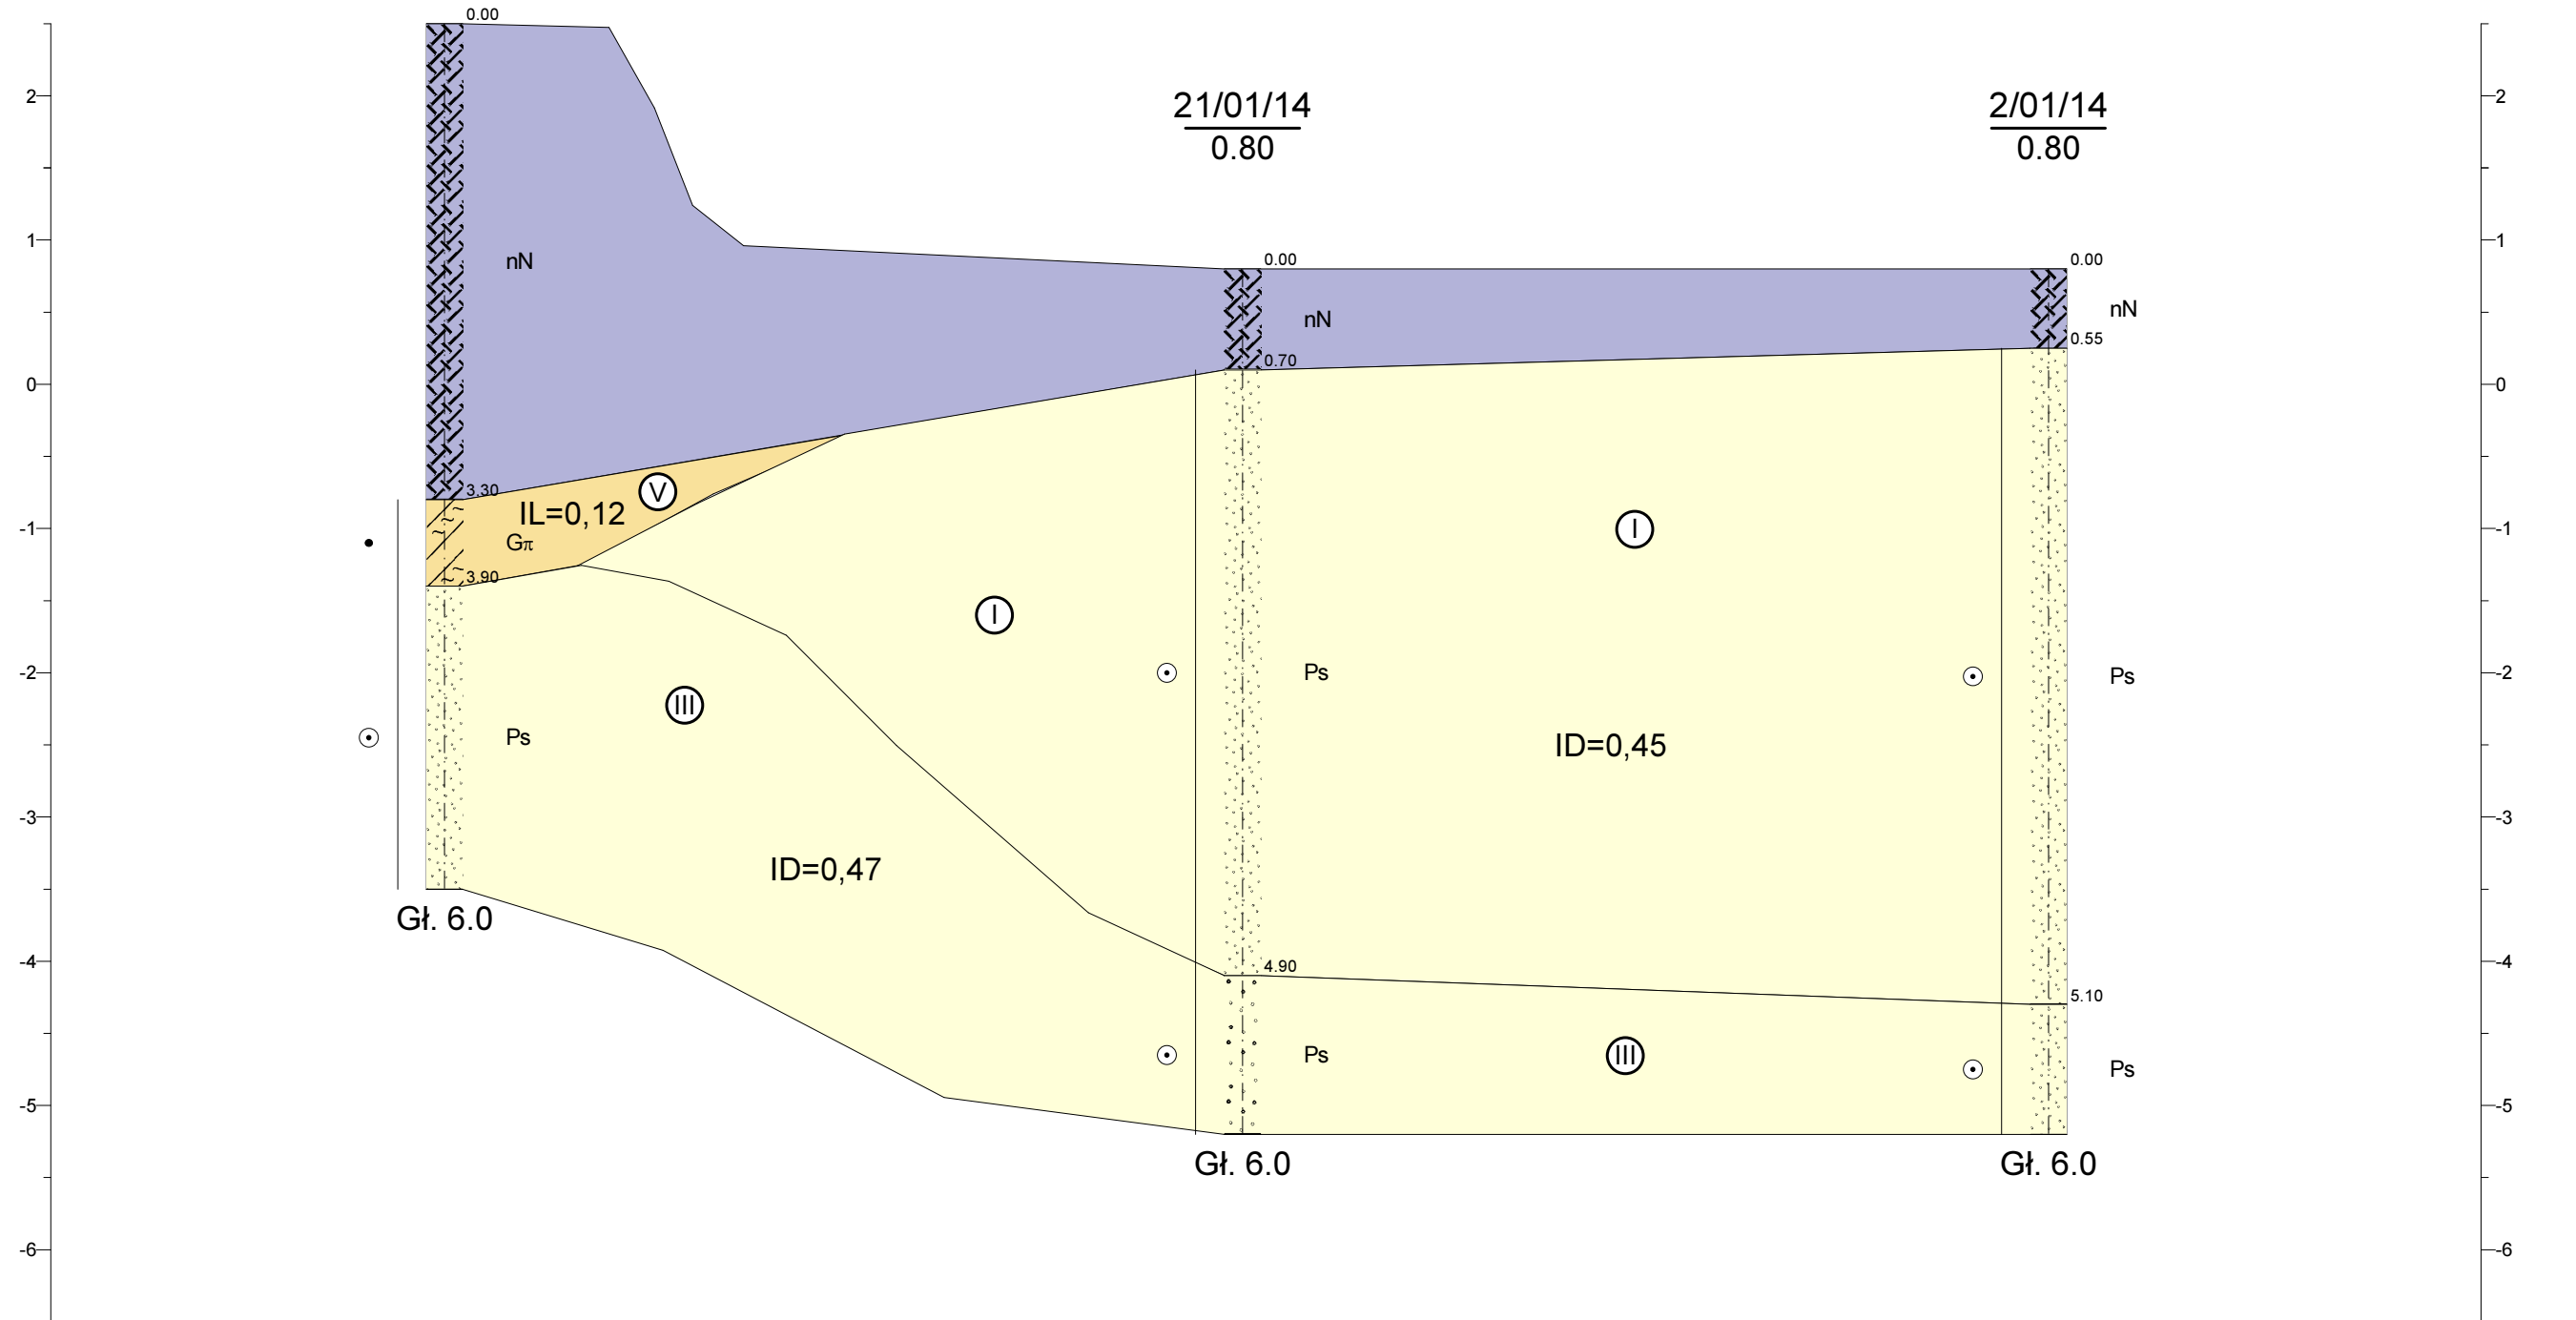 0.00
2
21/01/14
0.80
2/01/14
0.80
2
1
nN
0.00
0.00
1
nN
nN
0.55
0.70
0
0
3.30
V
IL=0,12
Gπ
-1
I
-1
3.90
I
-2
Ps
Ps
-2
III
Ps
ID=0,45
-3
-3
ID=0,47
Gł. 6.0
-4
4.90
-4
5.10
Ps
III
Ps
-5
-5
Gł. 6.0
Gł. 6.0
-6
-6